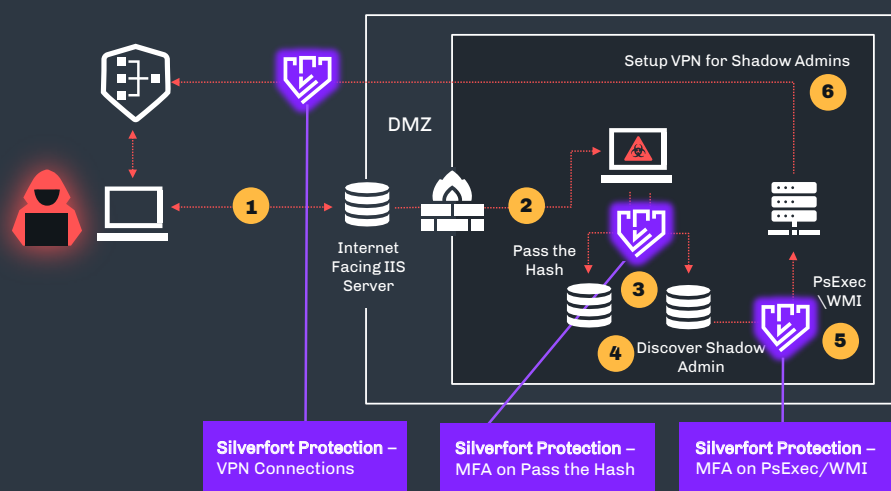 Setup VPN for Shadow Admins
6
DMZ
1
2
Internet
Facing IIS
Server
Pass the
Hash
3
PsExec
\WMI
5
4
Discover Shadow
Admin
Silverfort Protection –
VPN Connections
Silverfort Protection –
MFA on Pass the Hash
Silverfort Protection –
MFA on PsExec/WMI